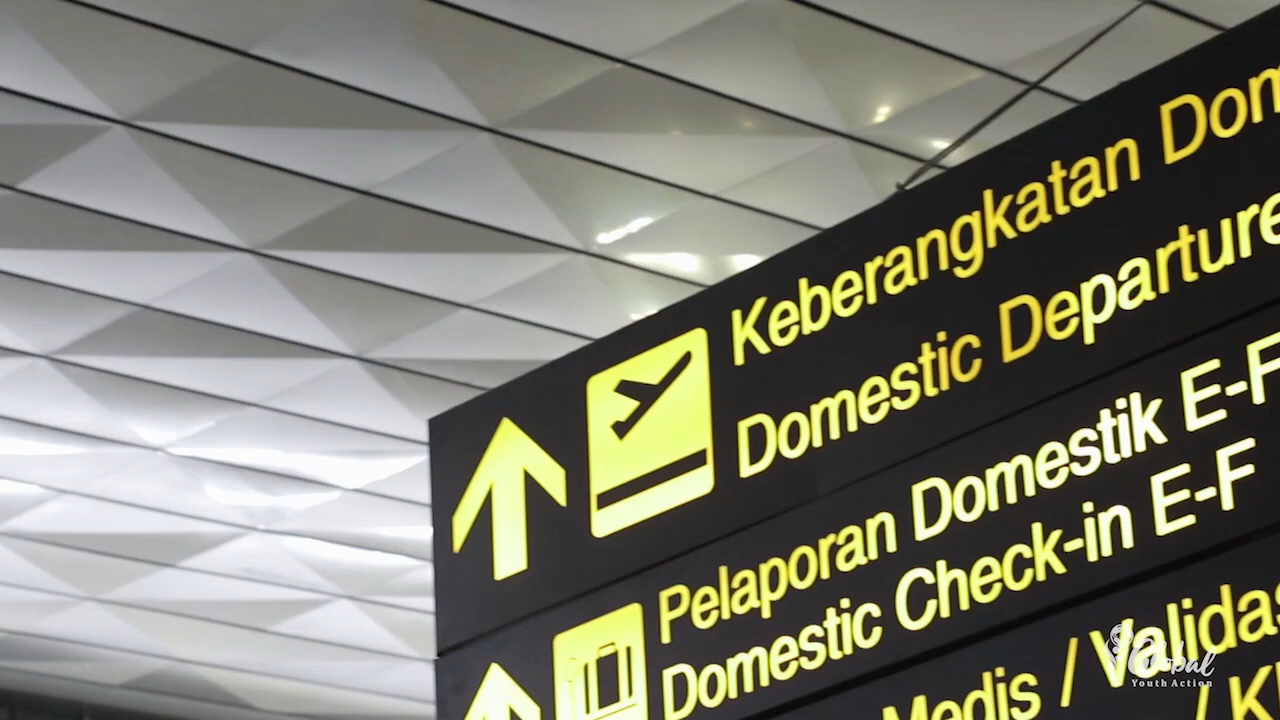 Keberangkatan Dom
Domestic Departure
Pelaporan Domestik E-F
Domestic Check-in E-F
Medis / Validas
/ K
Global
Youth Action